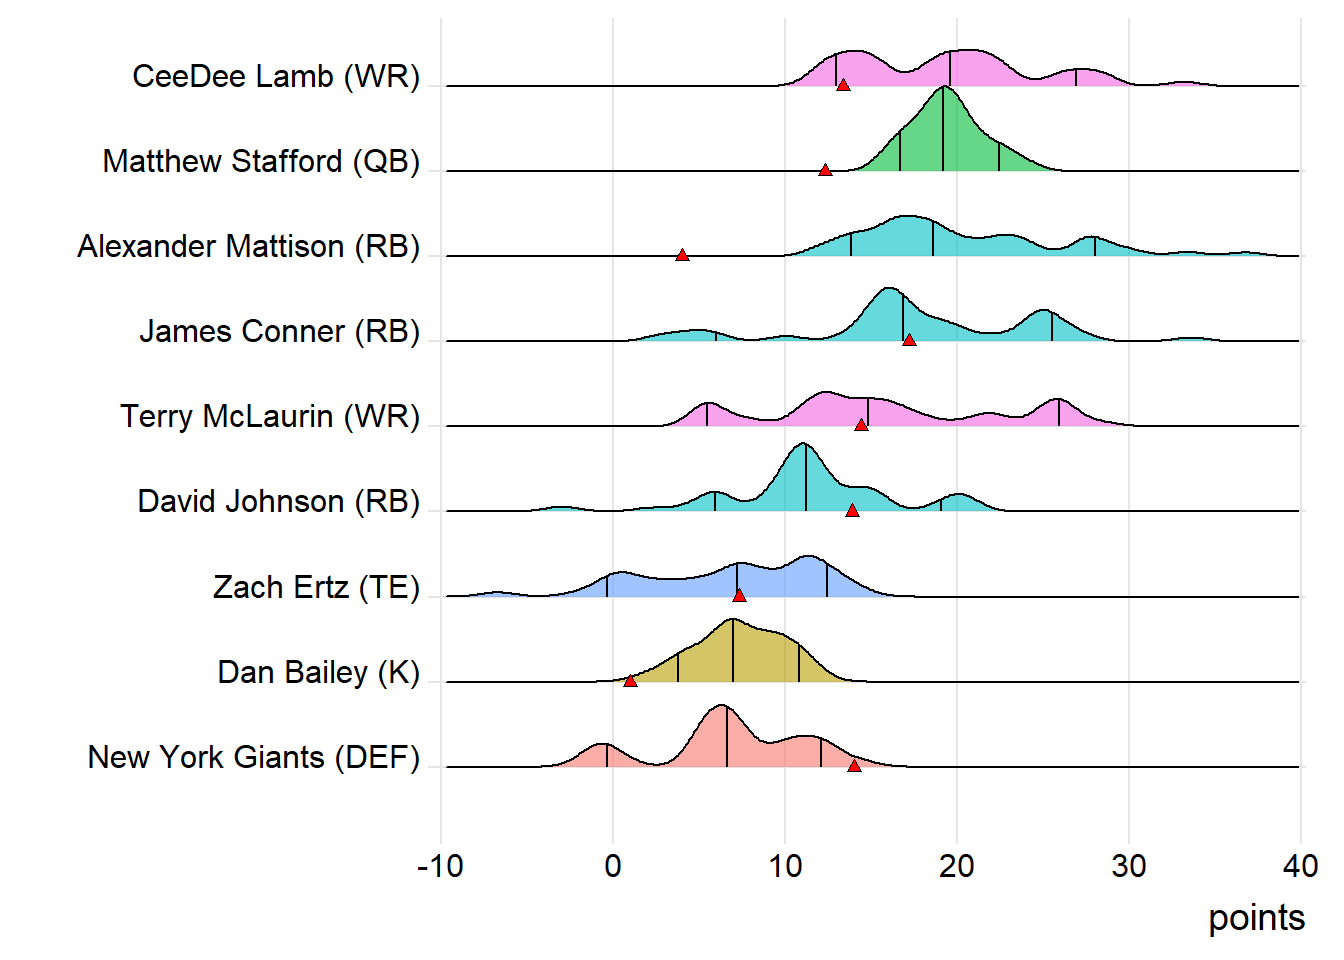 CeeDee Lamb (WR)
Matthew Stafford (QB)
Alexander Mattison (RB)
James Conner (RB)
Terry McLaurin (WR)
David Johnson (RB)
Zach Ertz (TE)
Dan Bailey (K)
New York Giants (DEF)
-10 0 10 20 30 40
points